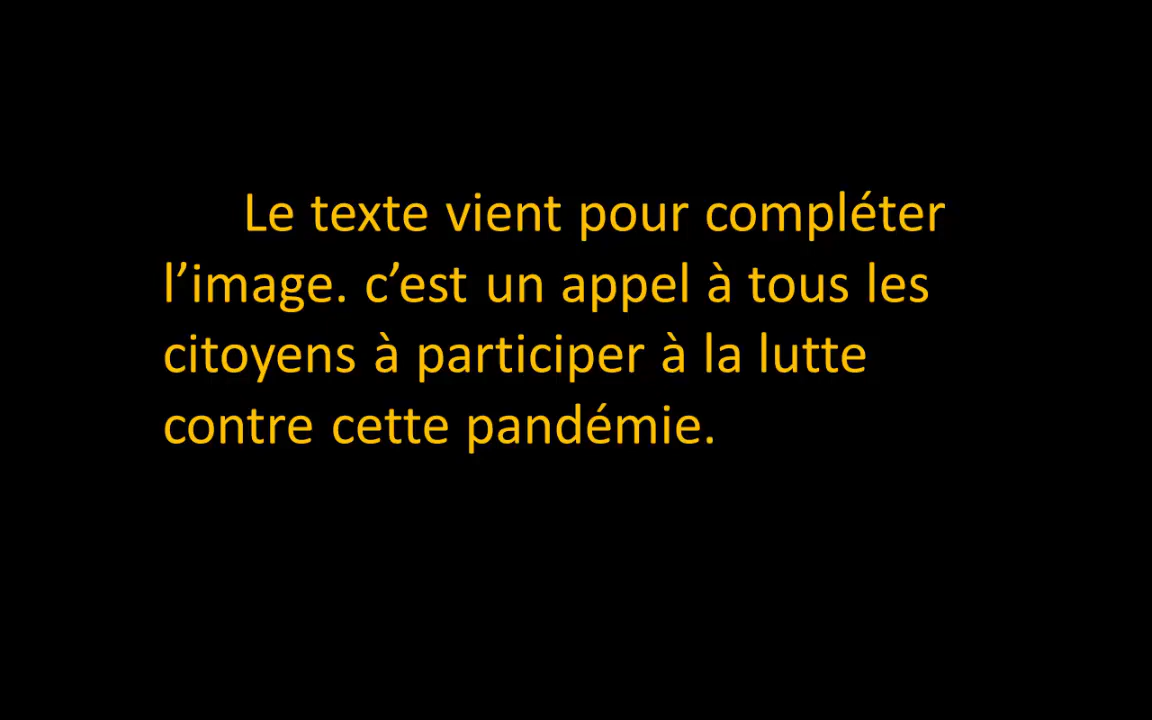 Le texte vient pour compléter
l’image. c’est un appel à tous les
citoyens à participer à la lutte
contre cette pandémie.